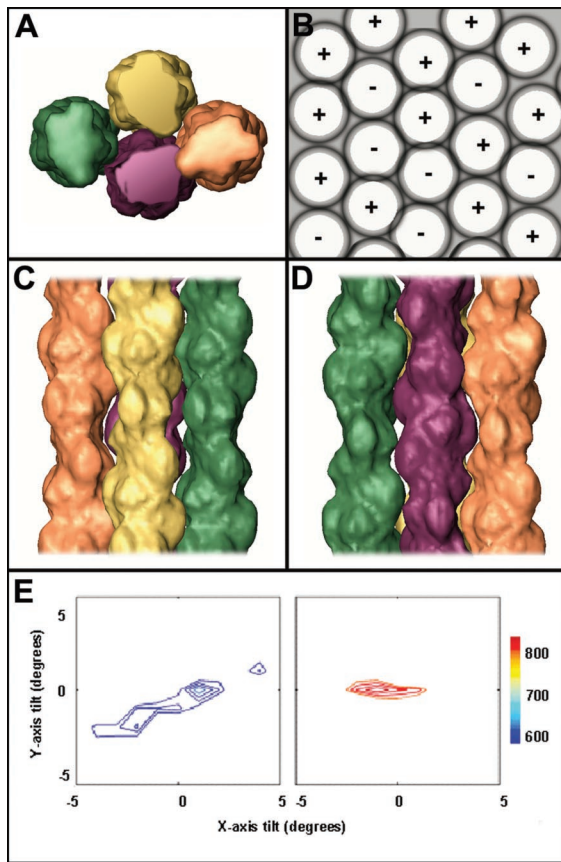 A
B
+ +
+ + +
- -
+ + +
- +
+ - -
+ +
- - +
C
D
E
Y-axis tilt (degrees)
5
0
-5
-5 0 5
-5 0 5
X-axis tilt (degrees)
800
700
600